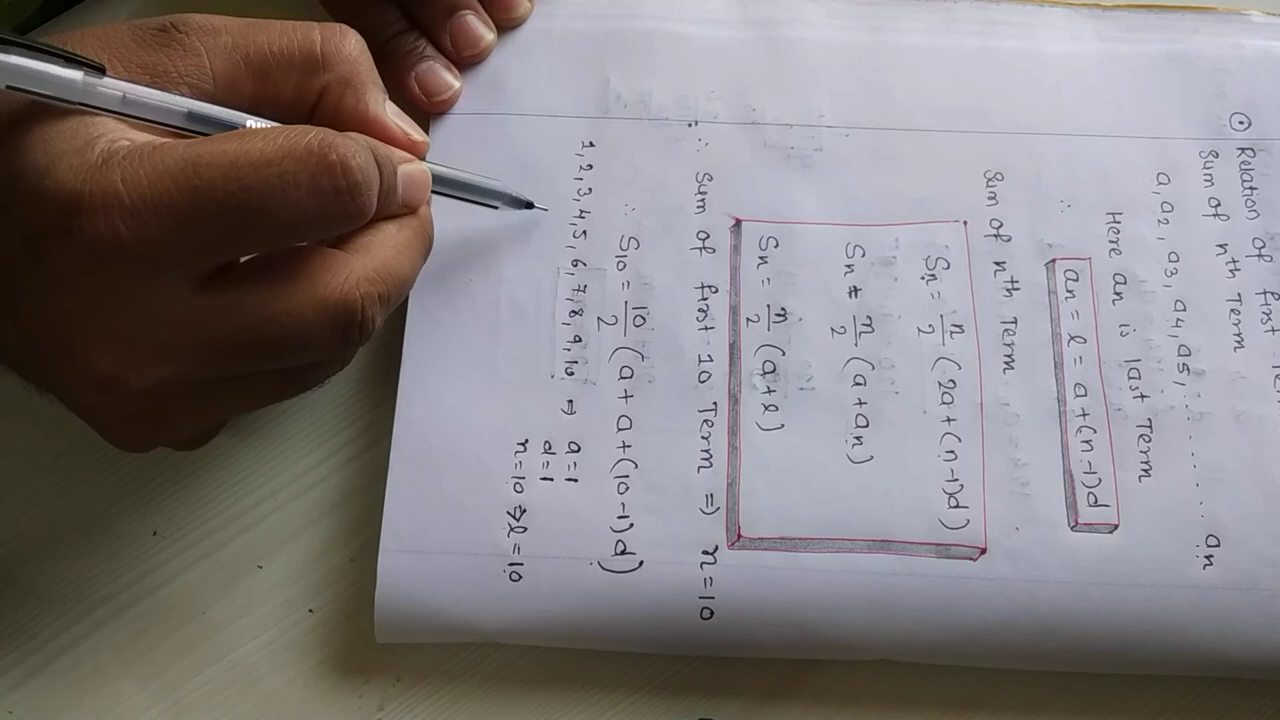 ⊙ Relation of first
Sum of nth Term
a, a2, a3, a4, a5, ......... an
Here an is last Term
∴ an = l = a+(n-1)d
Sum of nth Term
Sn = n/2 (2a+(n-1)d)
Sn = n/2 (a+an)
Sn = n/2 (a+l)
∴ Sum of first 10 Term ⇒ n=10
∴ S10 = 10/2 (a+a+(10-1)d)
1,2,3,4,5,6,7,8,9,10 ⇒ a=1
d=1
n=10 ⇒ l=10